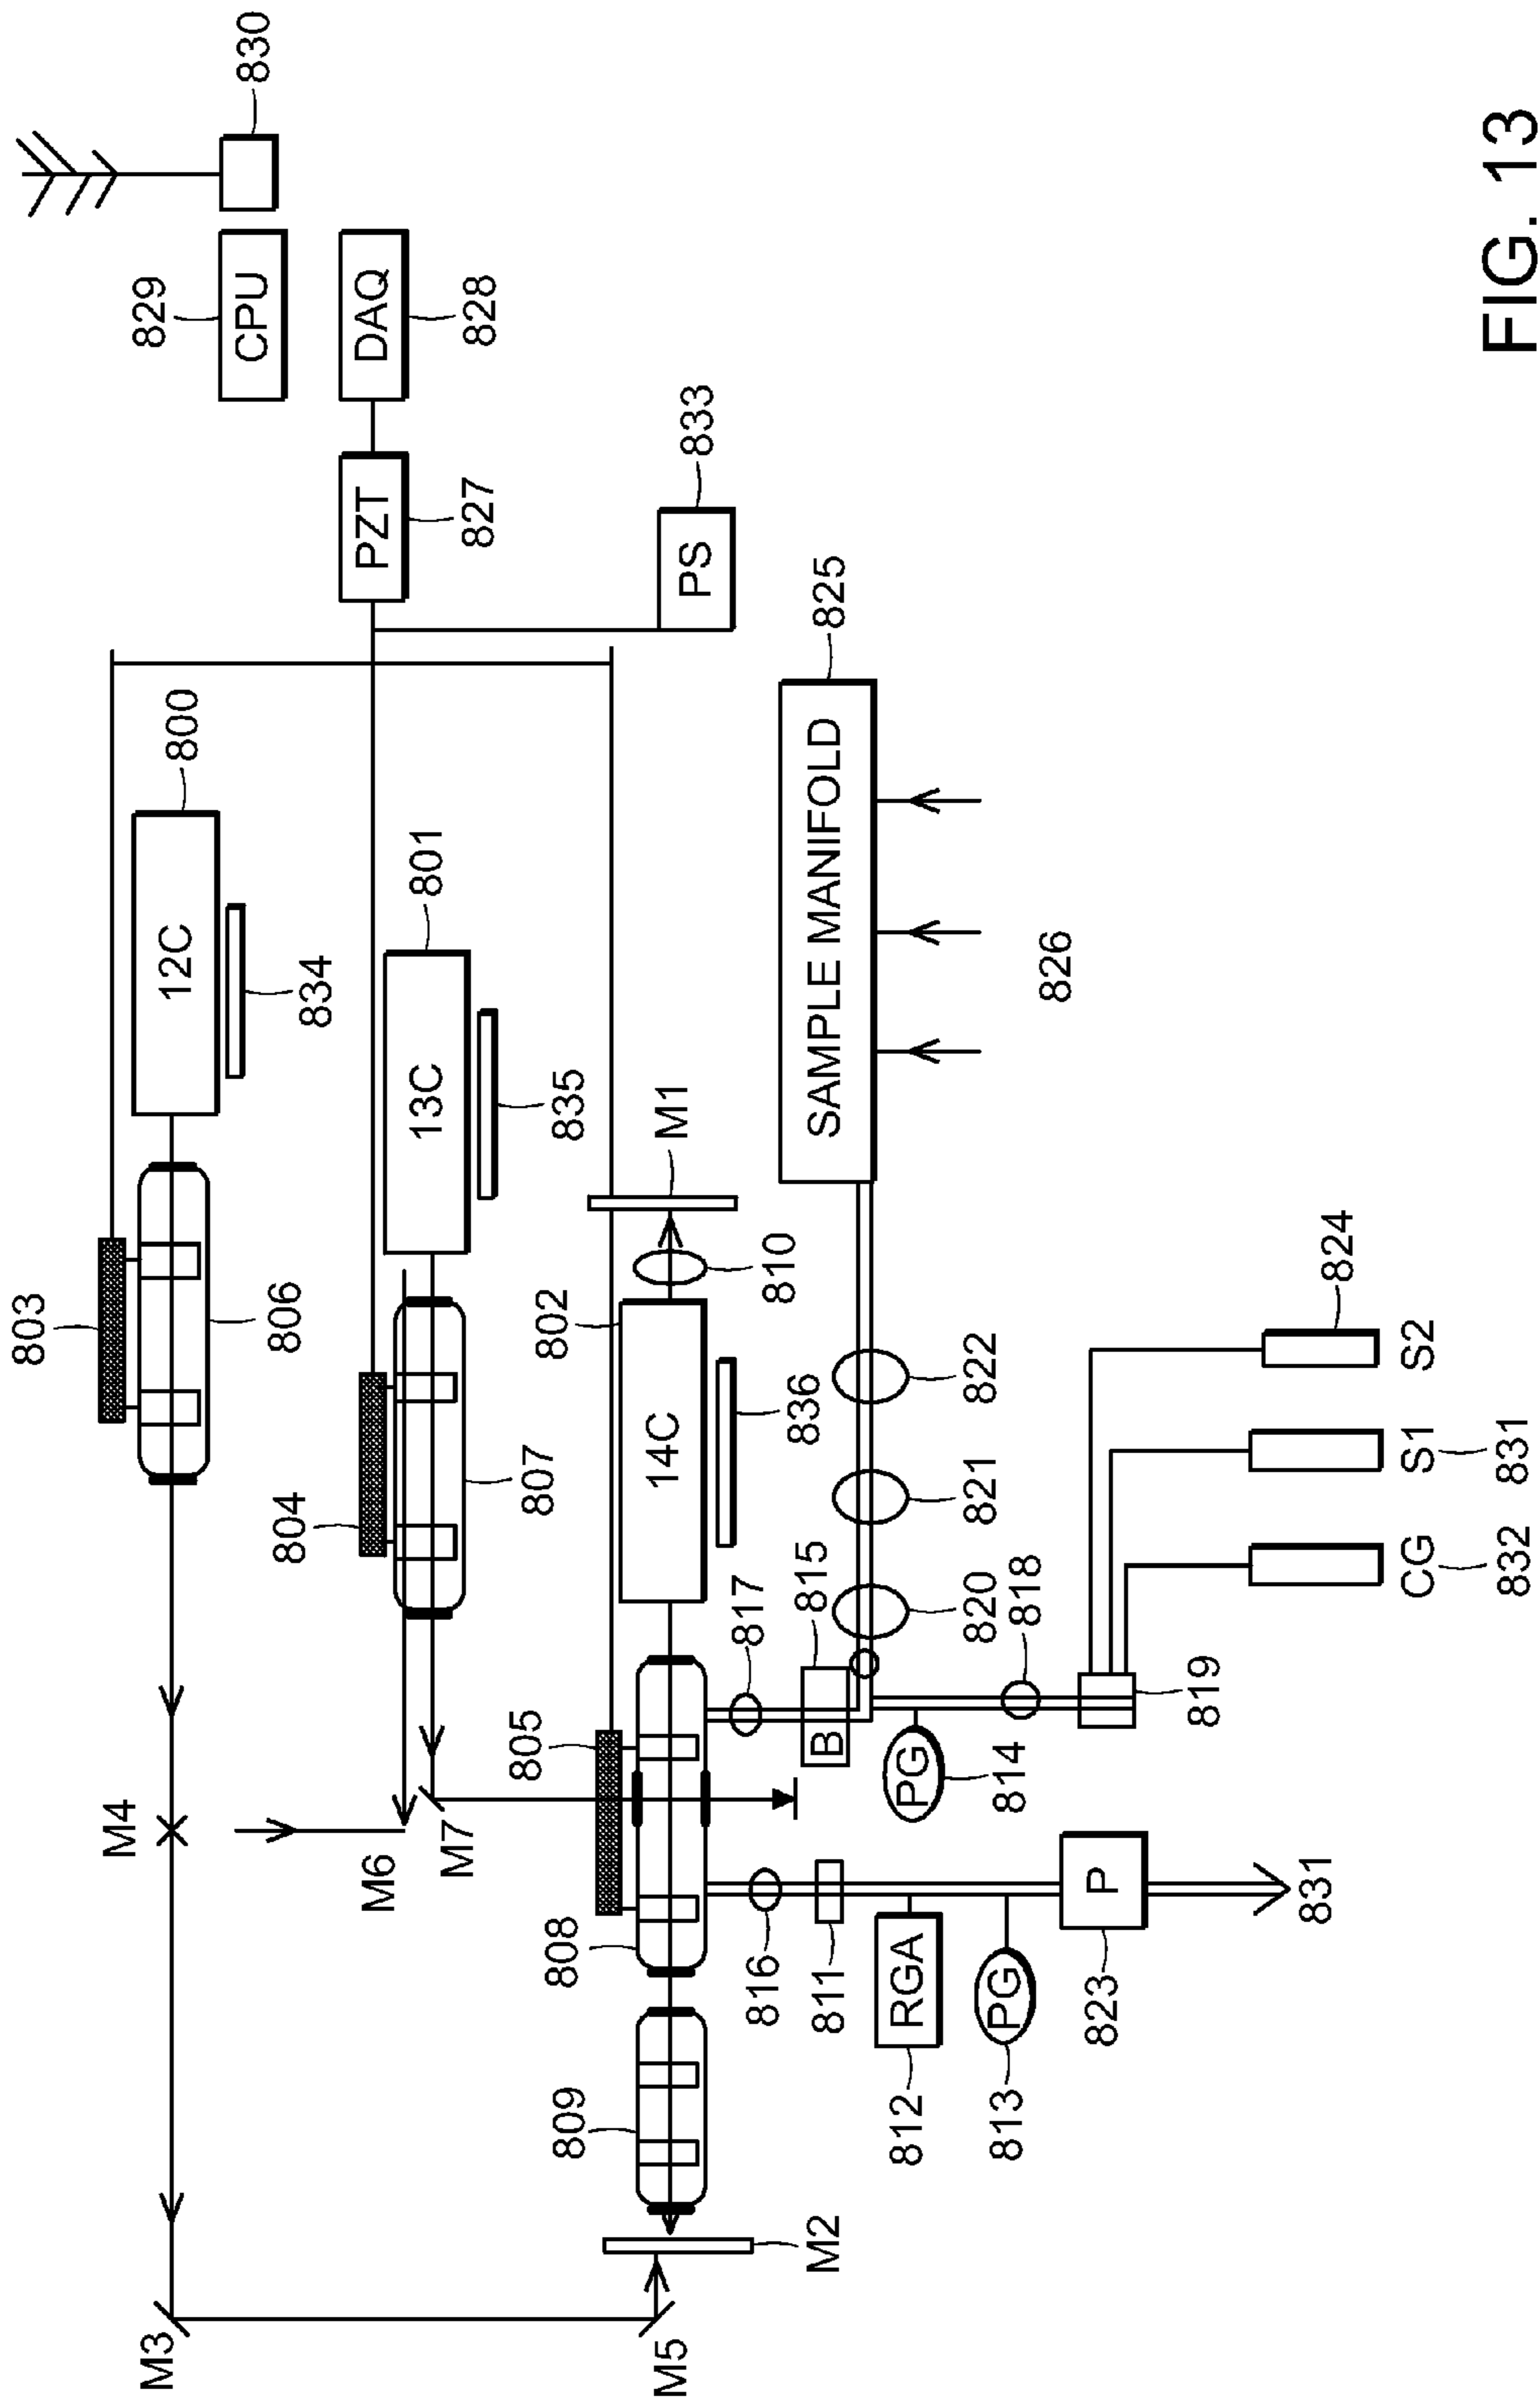 830
829
CPU
DAQ
828
PZT
827
833
PS
800
12C
834
801
13C
835
M1
810
825
SAMPLE MANIFOLD
826
803
806
804
807
802
14C
836
822
821
820
824
S2
S1
831
CG
832
817
815
B
818
819
805
PG
814
M4
M6
M7
808
816
811
RGA
812
PG
813
P
823
831
809
M2
M3
M5
FIG. 13